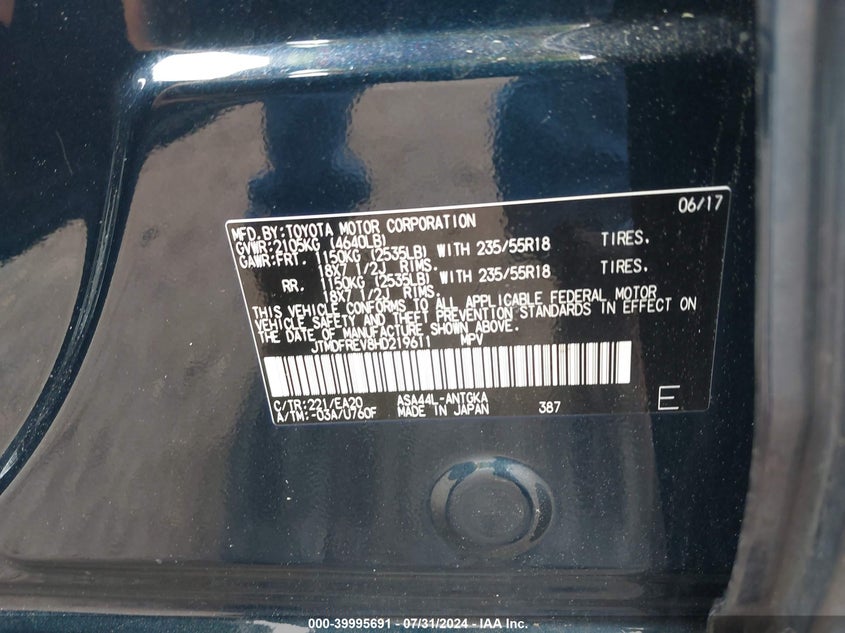 06/17
MFD.BY:TOYOTA MOTOR CORPORATION
GVWR:2105KG (4640LB)
GAWR:FRT. 1150KG (2535LB) WITH 235/55R18 TIRES.
18X7 1/2J RIMS.
RR. 1150KG (2535LB) WITH 235/55R18 TIRES.
18X7 1/2J RIMS.
THIS VEHICLE CONFORMS TO ALL APPLICABLE FEDERAL MOTOR
VEHICLE SAFETY AND THEFT PREVENTION STANDARDS IN EFFECT ON
THE DATE OF MANUFACTURE SHOWN ABOVE.
JTMDFREV8HD219611 MPV
C/TR:221/EA20 ASA44L-ANTGKA
A/TM:-03A/U760F MADE IN JAPAN 387 E
000-39995691 - 07/31/2024 - IAA Inc.